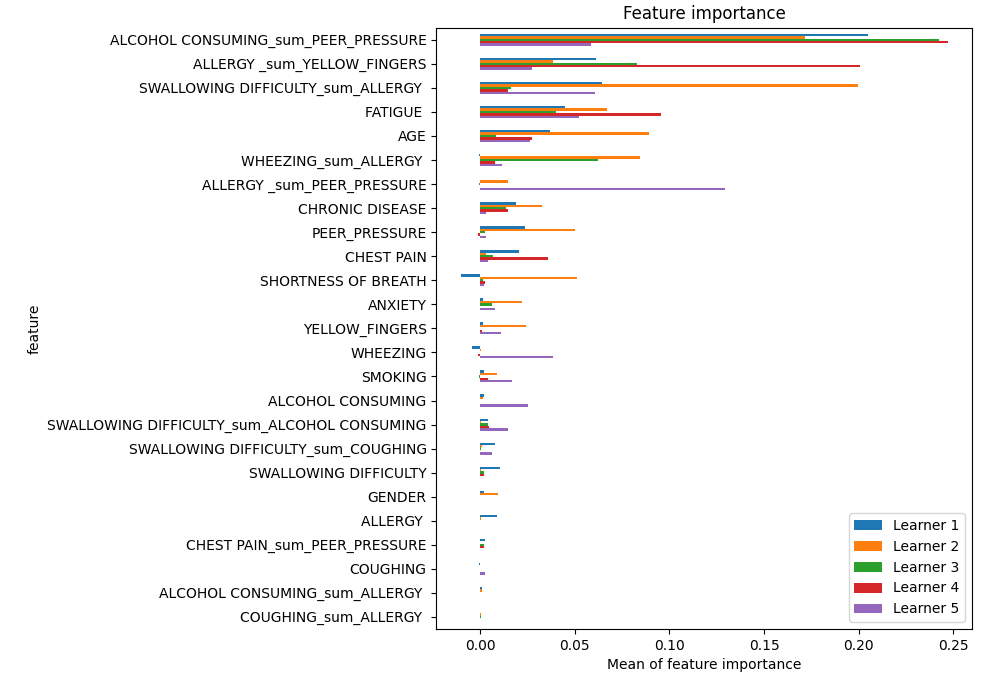 Feature importance
ALCOHOL CONSUMING_sum_PEER_PRESSURE
ALLERGY _sum_YELLOW_FINGERS
SWALLOWING DIFFICULTY_sum_ALLERGY
FATIGUE
AGE
WHEEZING_sum_ALLERGY
ALLERGY _sum_PEER_PRESSURE
CHRONIC DISEASE
PEER_PRESSURE
CHEST PAIN
SHORTNESS OF BREATH
ANXIETY
YELLOW_FINGERS
WHEEZING
SMOKING
ALCOHOL CONSUMING
SWALLOWING DIFFICULTY_sum_ALCOHOL CONSUMING
SWALLOWING DIFFICULTY_sum_COUGHING
SWALLOWING DIFFICULTY
GENDER
ALLERGY
CHEST PAIN_sum_PEER_PRESSURE
COUGHING
ALCOHOL CONSUMING_sum_ALLERGY
COUGHING_sum_ALLERGY
feature
Learner 1
Learner 2
Learner 3
Learner 4
Learner 5
0.00 0.05 0.10 0.15 0.20 0.25
Mean of feature importance